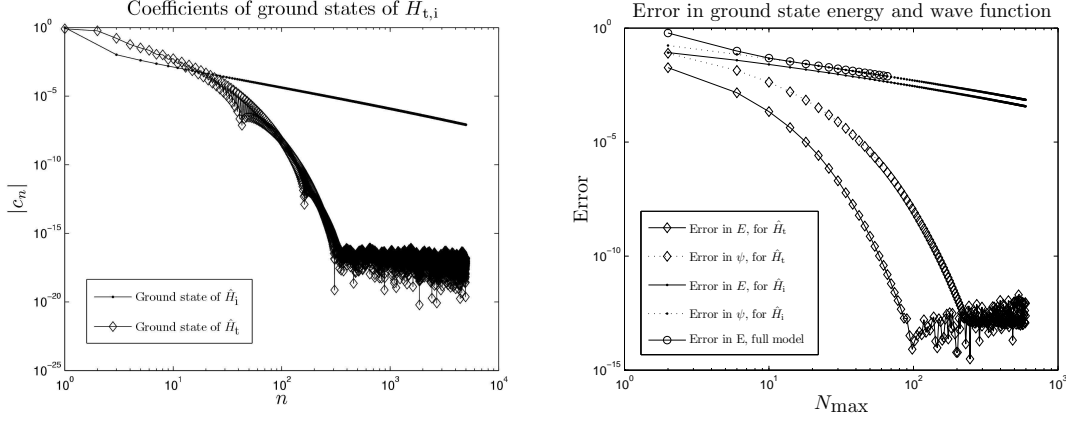 Coefficients of ground states of H_{t,i}
10^0
10^{-5}
10^{-10}
10^{-15}
10^{-20}
10^{-25}
|c_n|
Ground state of Ĥ_i
Ground state of Ĥ_t
10^0
10^1
10^2
10^3
10^4
n
Error in ground state energy and wave function
10^0
10^{-5}
10^{-10}
10^{-15}
Error
Error in E, for Ĥ_t
Error in ψ, for Ĥ_t
Error in E, for Ĥ_i
Error in ψ, for Ĥ_i
Error in E, full model
10^0
10^1
10^2
10^3
N_max